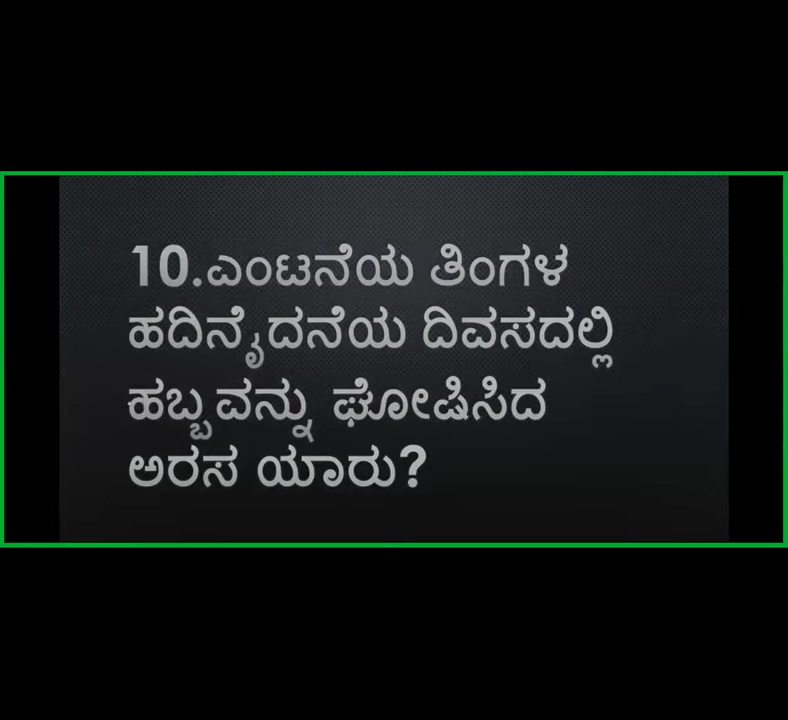 10.ಎಂಟನೆಯ ತಿಂಗಳ
ಹದಿನೈದನೆಯ ದಿವಸದಲ್ಲಿ
ಹಬ್ಬವನ್ನು ಘೋಷಿಸಿದ
ಅರಸ ಯಾರು?